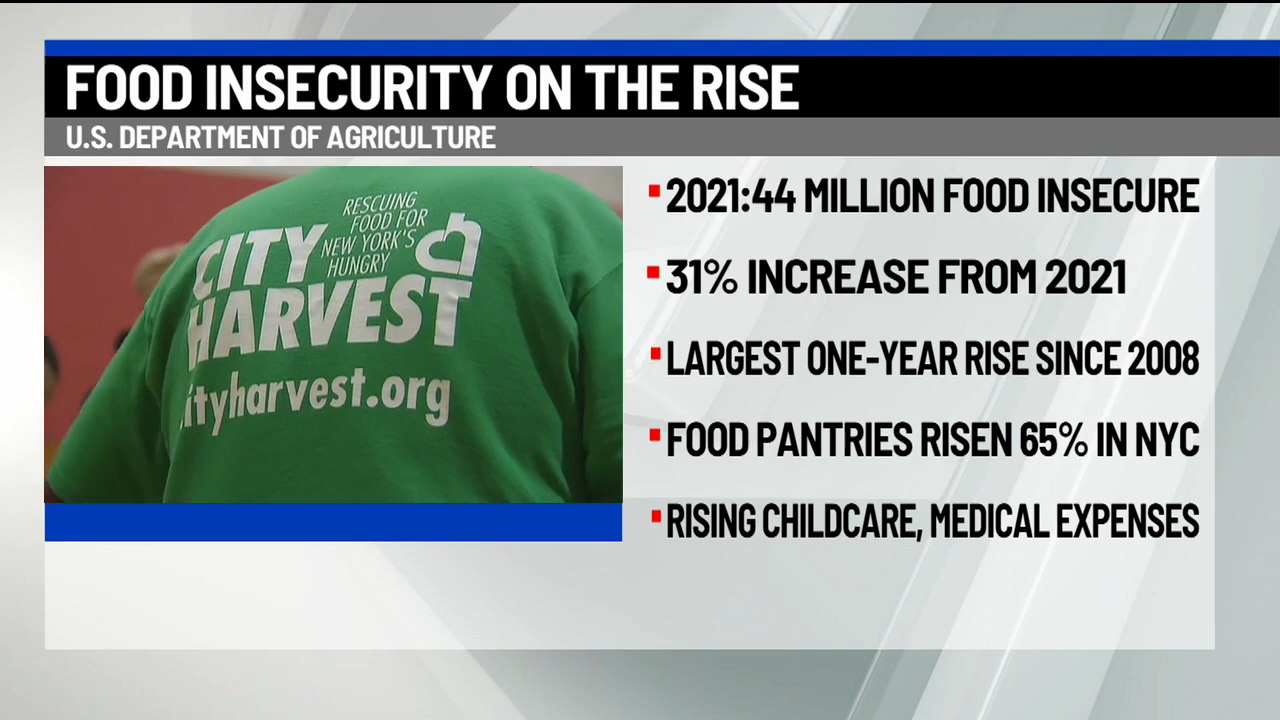 FOOD INSECURITY ON THE RISE
U.S. DEPARTMENT OF AGRICULTURE
RESCUING
FOOD FOR
NEW YORK'S
HUNGRY
CITY
HARVEST
cityharvest.org
2021:44 MILLION FOOD INSECURE
31% INCREASE FROM 2021
LARGEST ONE-YEAR RISE SINCE 2008
FOOD PANTRIES RISEN 65% IN NYC
RISING CHILDCARE, MEDICAL EXPENSES